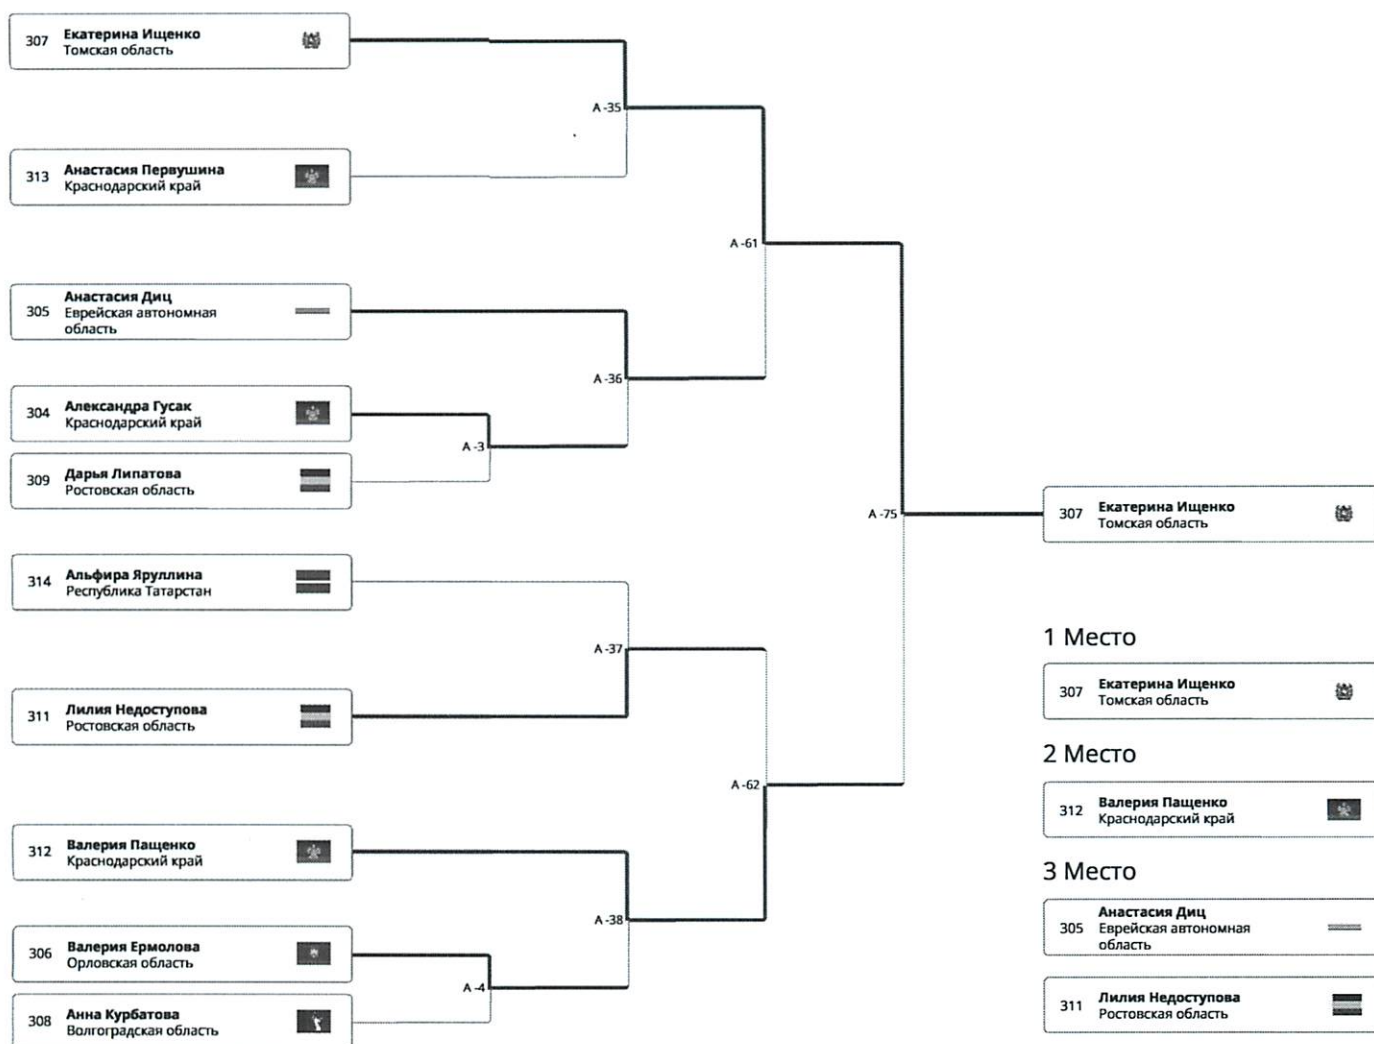 307 Екатерина Ищенко
Томская область
A -35
313 Анастасия Первушина
Краснодарский край
A -61
305 Анастасия Диц
Еврейская автономная
область
A -36
304 Александра Гусак
Краснодарский край
A -3
309 Дарья Липатова
Ростовская область
A -75
307 Екатерина Ищенко
Томская область
314 Альфира Яруллина
Республика Татарстан
A -37
311 Лилия Недоступова
Ростовская область
A -62
312 Валерия Пащенко
Краснодарский край
A -38
306 Валерия Ермолова
Орловская область
A -4
308 Анна Курбатова
Волгоградская область
1 Место
307 Екатерина Ищенко
Томская область
2 Место
312 Валерия Пащенко
Краснодарский край
3 Место
305 Анастасия Диц
Еврейская автономная
область
311 Лилия Недоступова
Ростовская область